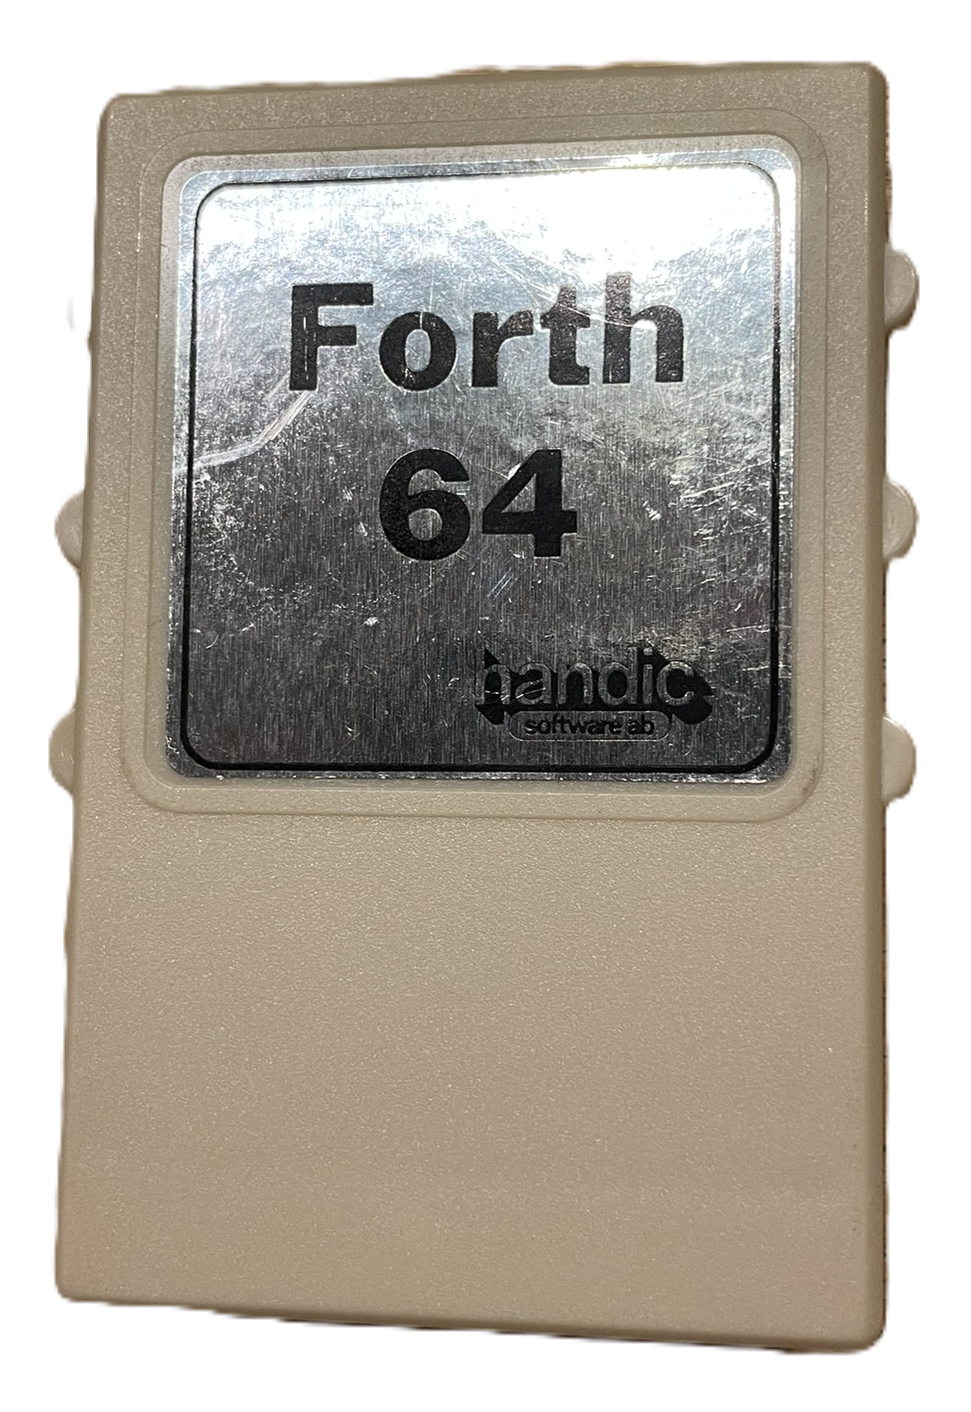 Forth
64
handic
software ab